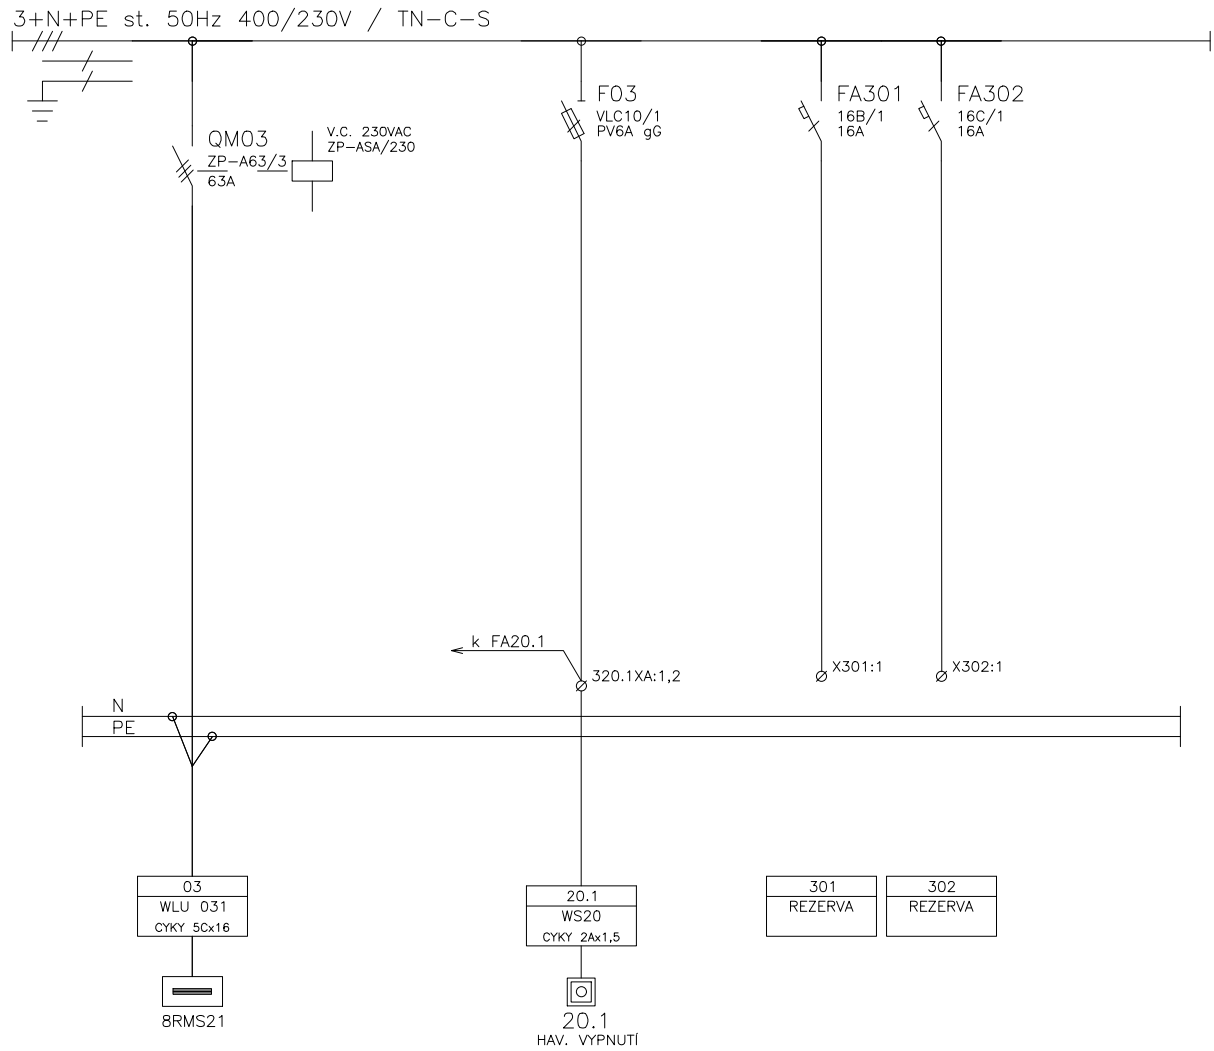 3+N+PE st. 50Hz 400/230V / TN-C-S
QM03
ZP-A63/3
63A
V.C. 230VAC
ZP-ASA/230
F03
VLC10/1
PV6A gG
FA301
16B/1
16A
FA302
16C/1
16A
k FA20.1
320.1XA:1,2
X301:1
X302:1
N
PE
03
WLU 031
CYKY 5Cx16
8RMS21
20.1
WS20
CYKY 2Ax1,5
20.1
HAV. VYPNUTÍ
301
REZERVA
302
REZERVA